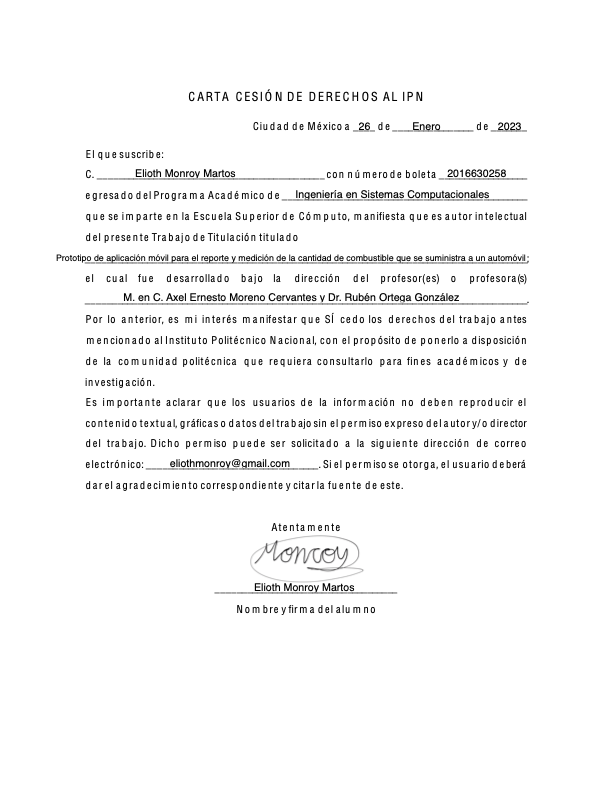 CARTA CESIÓN DE DERECHOS AL IPN
Ciudad de México a 26 de Enero de 2023
El que suscribe:
C. Elioth Monroy Martos con número de boleta 2016630258
egresado del Programa Académico de Ingeniería en Sistemas Computacionales
que se imparte en la Escuela Superior de Cómputo, manifiesta que es autor intelectual
del presente Trabajo de Titulación titulado
Prototipo de aplicación móvil para el reporte y medición de la cantidad de combustible que se suministra a un automóvil;
el cual fue desarrollado bajo la dirección del profesor(es) o profesora(s)
M. en C. Axel Ernesto Moreno Cervantes y Dr. Rubén Ortega González.
Por lo anterior, es mi interés manifestar que SÍ cedo los derechos del trabajo antes
mencionado al Instituto Politécnico Nacional, con el propósito de ponerlo a disposición
de la comunidad politécnica que requiera consultarlo para fines académicos y de
investigación.
Es importante aclarar que los usuarios de la información no deben reproducir el
contenido textual, gráficas o datos del trabajo sin el permiso expreso del autor y/o director
del trabajo. Dicho permiso puede ser solicitado a la siguiente dirección de correo
electrónico: eliothmonroy@gmail.com. Si el permiso se otorga, el usuario deberá
dar el agradecimiento correspondiente y citar la fuente de este.
Atentamente
Monroy
Elioth Monroy Martos
Nombre y firma del alumno